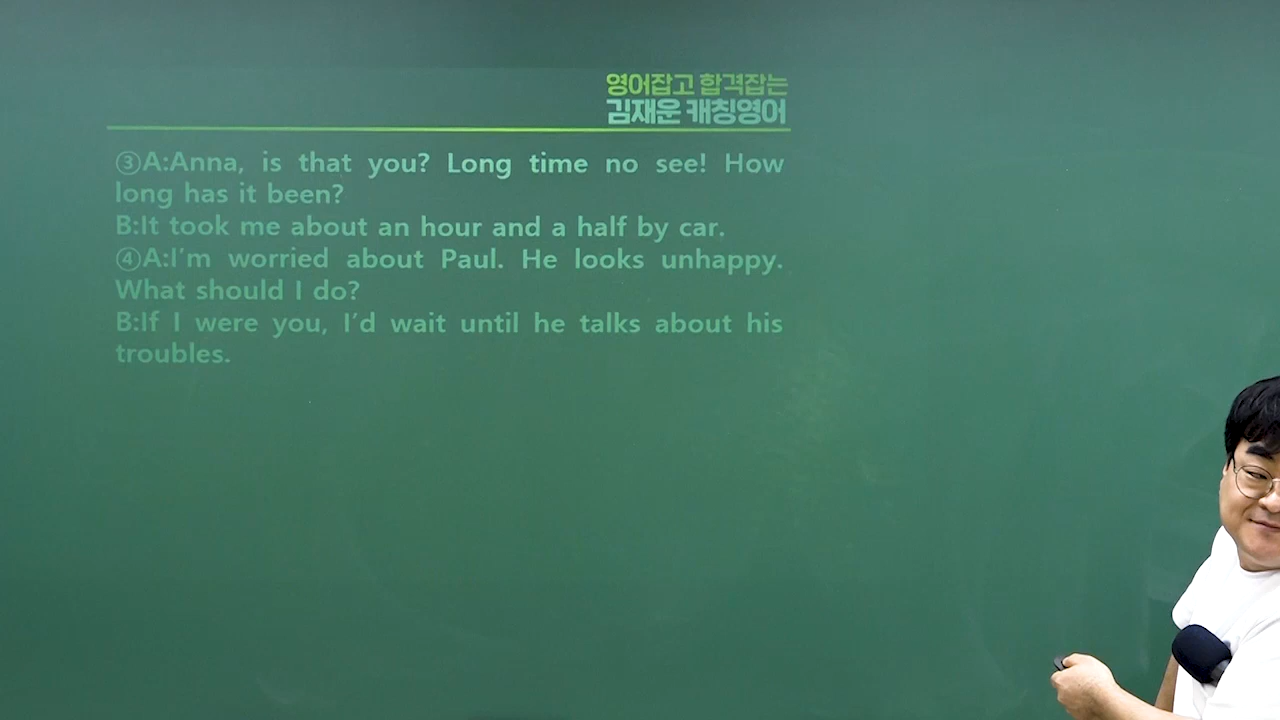 영어잡고 합격잡는
김재운 캐칭영어
③A:Anna, is that you? Long time no see! How
long has it been?
B:It took me about an hour and a half by car.
④A:I'm worried about Paul. He looks unhappy.
What should I do?
B:If I were you, I'd wait until he talks about his
troubles.